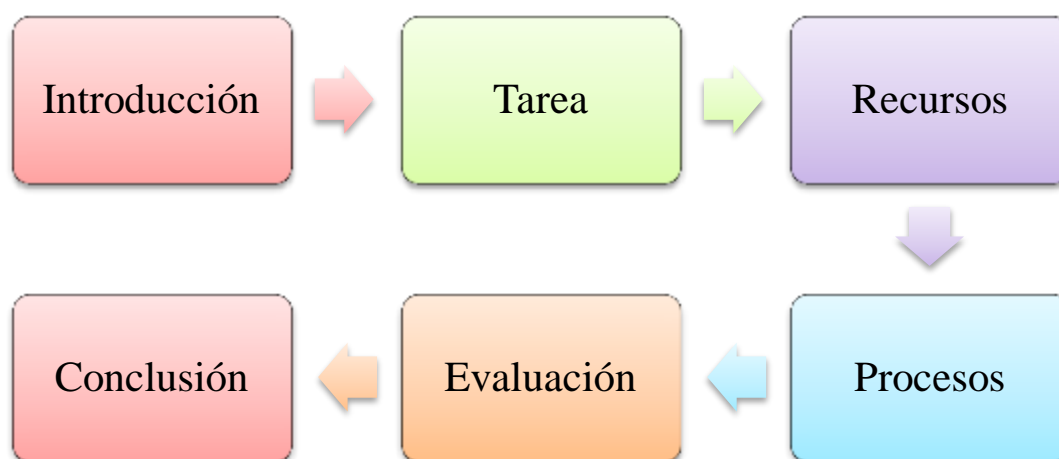 Introducción
Tarea
Recursos
Procesos
Evaluación
Conclusión